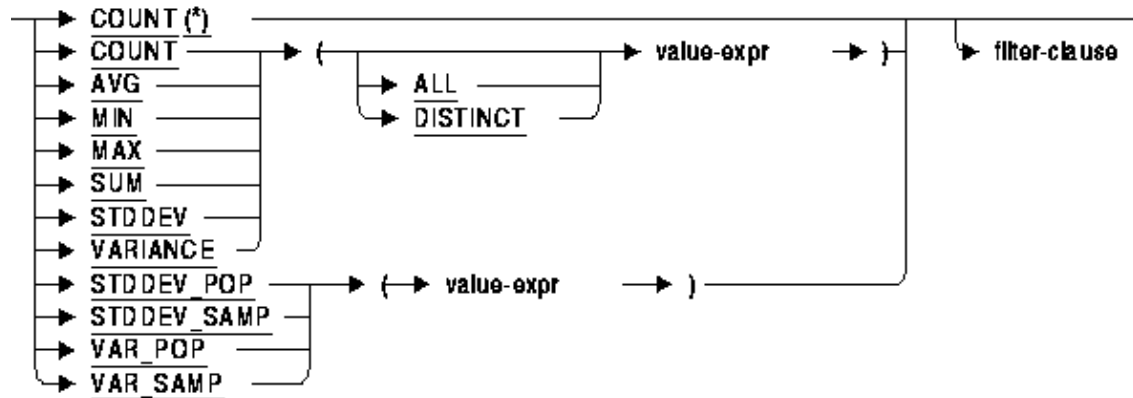 COUNT (*)
COUNT ( value-expr ) filter-clause
AVG ALL
MIN DISTINCT
MAX
SUM
STDDEV
VARIANCE
STDDEV_POP ( value-expr )
STDDEV_SAMP
VAR_POP
VAR_SAMP